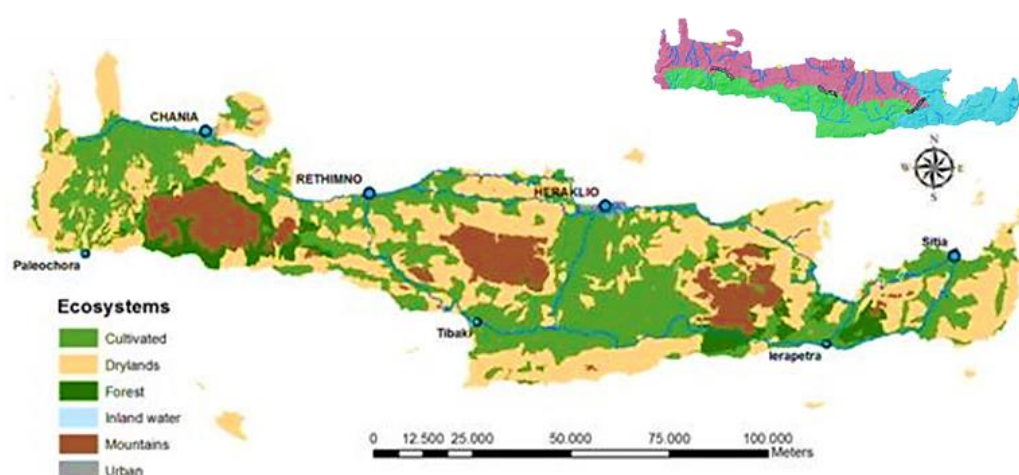 CHANIA
RETHIMNO
HERAKLIO
N
W E
S
Sitia
Paleochora
Tibaki
Ierapetra
Ecosystems
Cultivated
Drylands
Forest
Inland water
Mountains
Urban
0 12.500 25.000 50.000 75.000 100.000
Meters